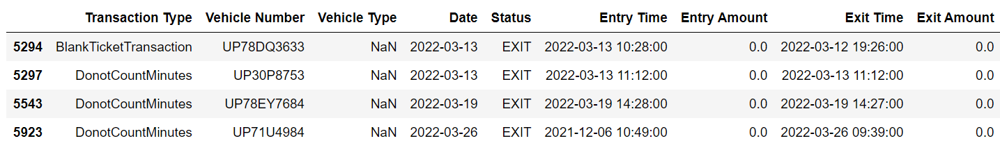 Transaction Type Vehicle Number Vehicle Type Date Status Entry Time Entry Amount Exit Time Exit Amount
5294 BlankTicketTransaction UP78DQ3633 NaN 2022-03-13 EXIT 2022-03-13 10:28:00 0.0 2022-03-12 19:26:00 0.0
5297 DonotCountMinutes UP30P8753 NaN 2022-03-13 EXIT 2022-03-13 11:12:00 0.0 2022-03-13 11:12:00 0.0
5543 DonotCountMinutes UP78EY7684 NaN 2022-03-19 EXIT 2022-03-19 14:28:00 0.0 2022-03-19 14:27:00 0.0
5923 DonotCountMinutes UP71U4984 NaN 2022-03-26 EXIT 2021-12-06 10:49:00 0.0 2022-03-26 09:39:00 0.0